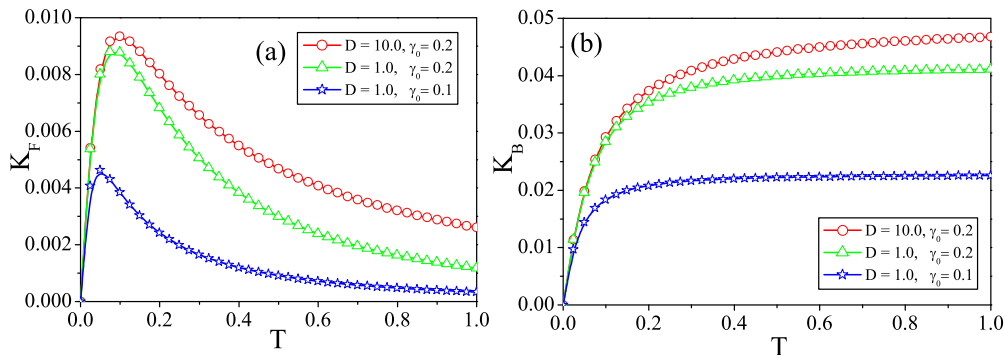 (a)
D = 10.0, γ₀= 0.2
D = 1.0, γ₀= 0.2
D = 1.0, γ₀= 0.1
K_F
0.010
0.008
0.006
0.004
0.002
0.000
0.0 0.2 0.4 0.6 0.8 1.0
T
(b)
K_B
0.05
0.04
0.03
0.02
0.01
0.00
D = 10.0, γ₀= 0.2
D = 1.0, γ₀= 0.2
D = 1.0, γ₀= 0.1
0.0 0.2 0.4 0.6 0.8 1.0
T